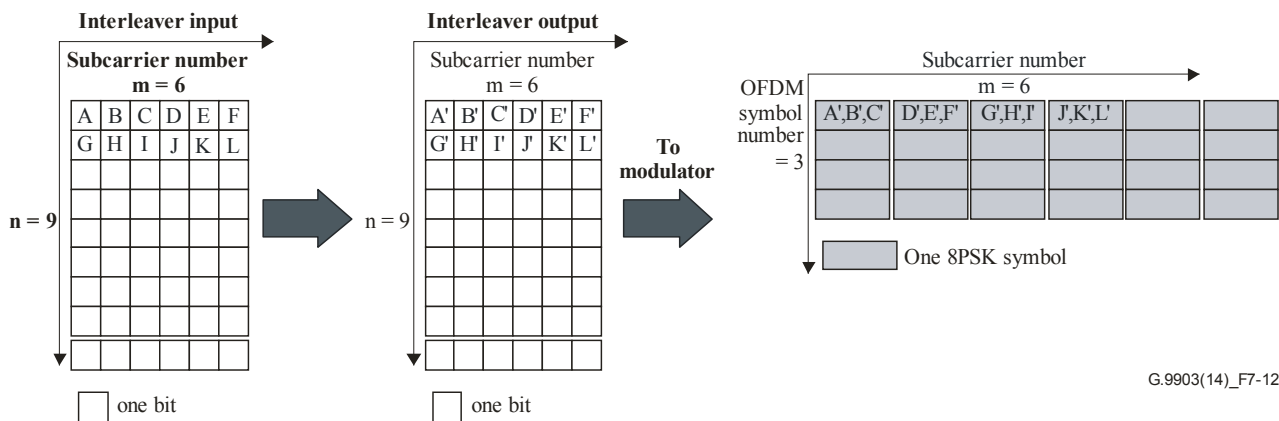 Interleaver input
Subcarrier number
m = 6
A B C D E F
G H I J K L
n = 9
one bit
Interleaver output
Subcarrier number
m = 6
A' B' C' D' E' F'
G' H' I' J' K' L'
n = 9
one bit
To
modulator
Subcarrier number
m = 6
OFDM
symbol
number
= 3
A',B',C' D',E',F' G',H',I' J',K',L'
One 8PSK symbol
G.9903(14)_F7-12